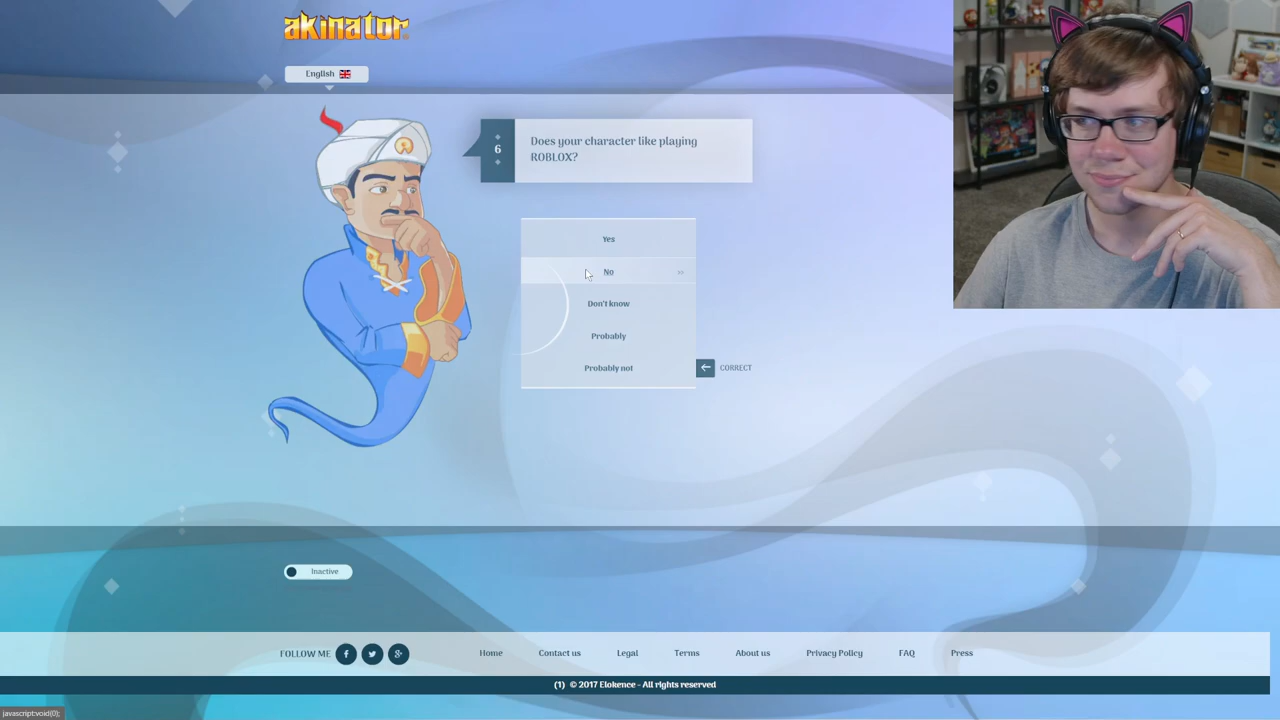 akinator
English
6
Does your character like playing
ROBLOX?
Yes
No
Don't know
Probably
Probably not
CORRECT
Inactive
FOLLOW ME
Home
Contact us
Legal
Terms
About us
Privacy Policy
FAQ
Press
(1) © 2017 Elokence - All rights reserved
javascript:void(0);